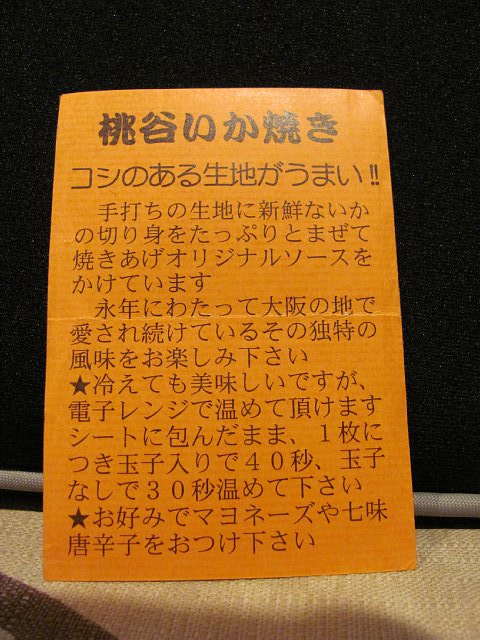 桃谷いか焼き
コシのある生地がうまい!!
手打ちの生地に新鮮ないか
の切り身をたっぷりとまぜて
焼きあげオリジナルソースを
かけています
永年にわたって大阪の地で
愛され続けているその独特の
風味をお楽しみ下さい
★冷えても美味しいですが、
電子レンジで温めて頂けます
シートに包んだまま、1枚に
つき玉子入りで40秒、玉子
なしで30秒温めて下さい
★お好みでマヨネーズや七味
唐辛子をおつけ下さい